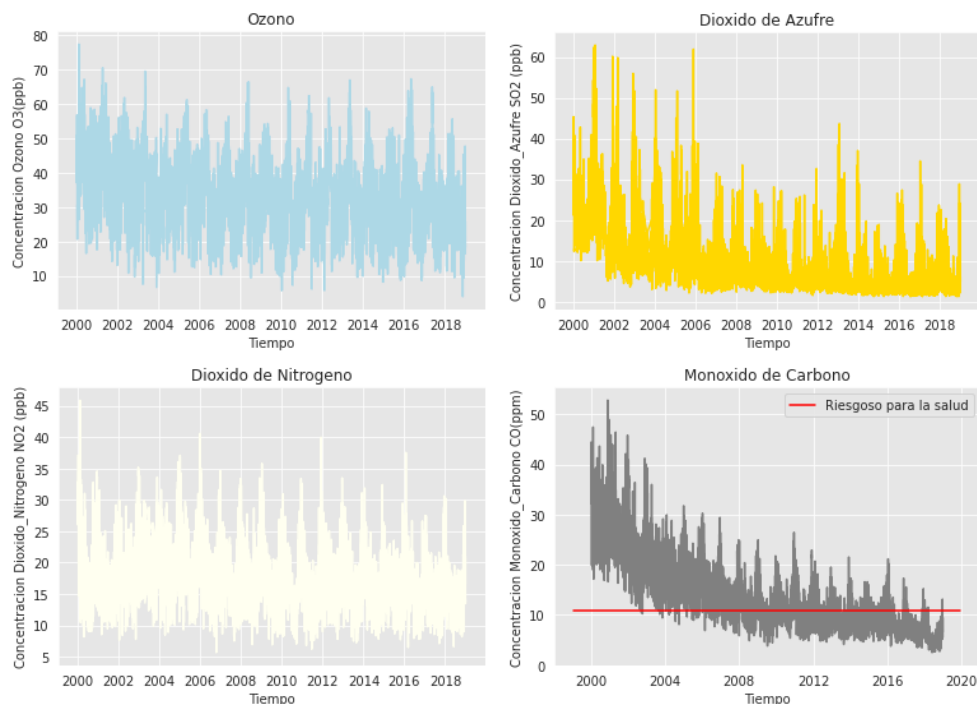 Ozono
Concentracion Ozono O3(ppb)
80
70
60
50
40
30
20
10
2000 2002 2004 2006 2008 2010 2012 2014 2016 2018
Tiempo
Dioxido de Azufre
Concentracion Dioxido_Azufre SO2 (ppb)
60
50
40
30
20
10
0
2000 2002 2004 2006 2008 2010 2012 2014 2016 2018
Tiempo
Dioxido de Nitrogeno
Concentracion Dioxido_Nitrogeno NO2 (ppb)
45
40
35
30
25
20
15
10
5
2000 2002 2004 2006 2008 2010 2012 2014 2016 2018
Tiempo
Monoxido de Carbono
Concentracion Monoxido_Carbono CO(ppm)
Riesgoso para la salud
50
40
30
20
10
0
2000 2004 2008 2012 2016 2020
Tiempo